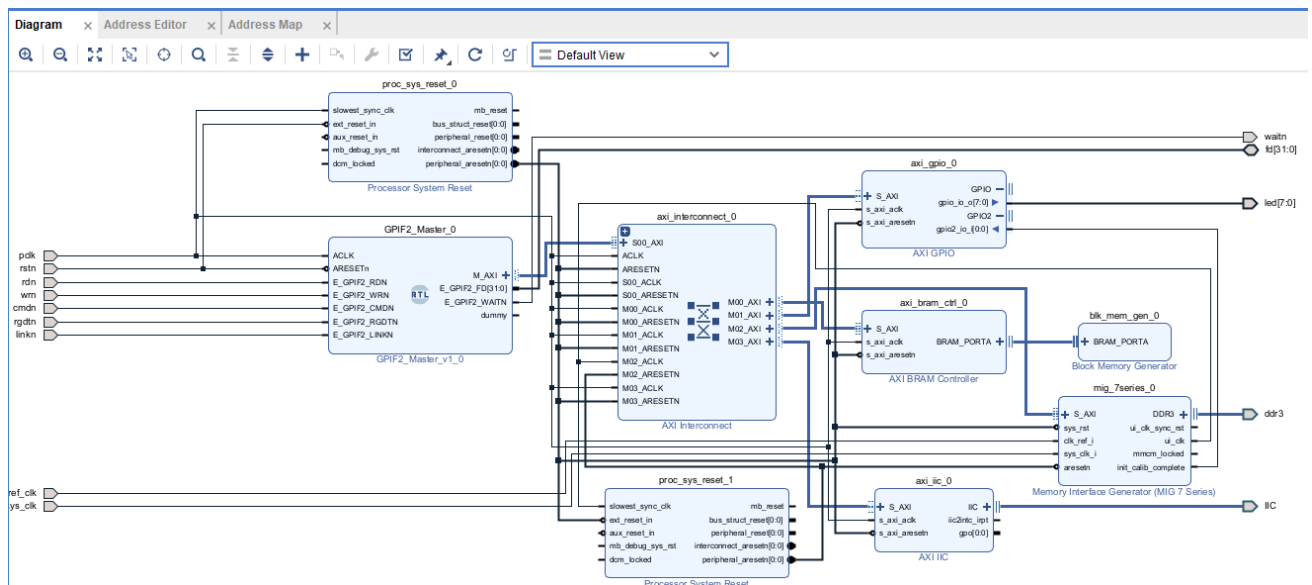 Diagram × Address Editor × Address Map ×
Default View
proc_sys_reset_0
slowest_sync_clk mb_reset
ext_reset_in bus_struct_reset[0:0]
aux_reset_in peripheral_reset[0:0]
mb_debug_sys_rst interconnect_aresetn[0:0]
dcm_locked peripheral_aresetn[0:0]
Processor System Reset
waitn
fd[31:0]
axi_gpio_0
S_AXI GPIO
s_axi_aclk gpio_io_o[7:0]
s_axi_aresetn GPIO2
gpio2_io_i[0:0]
AXI GPIO
led[7:0]
pclk
rstn
rdn
wrn
cmdn
rgdtn
linkn
GPIF2_Master_0
ACLK
ARESETn
E_GPIF2_RDN
E_GPIF2_WRN
E_GPIF2_CMDN
E_GPIF2_RGDTN
E_GPIF2_LINKN
RTL
M_AXI
E_GPIF2_FD[31:0]
E_GPIF2_WAITN
dummy
GPIF2_Master_v1_0
axi_interconnect_0
S00_AXI
ACLK
ARESETN
S00_ACLK
S00_ARESETN
M00_ACLK
M00_ARESETN
M01_ACLK
M01_ARESETN
M02_ACLK
M02_ARESETN
M03_ACLK
M03_ARESETN
M00_AXI
M01_AXI
M02_AXI
M03_AXI
AXI Interconnect
axi_bram_ctrl_0
S_AXI
s_axi_aclk
s_axi_aresetn
BRAM_PORTA
AXI BRAM Controller
blk_mem_gen_0
BRAM_PORTA
Block Memory Generator
mig_7series_0
S_AXI DDR3
sys_rst ui_clk_sync_rst
clk_ref_i ui_clk
sys_clk_i mmcm_locked
aresetn init_calib_complete
Memory Interface Generator (MIG 7 Series)
ddr3
ref_clk
ys_clk
proc_sys_reset_1
slowest_sync_clk mb_reset
ext_reset_in bus_struct_reset[0:0]
aux_reset_in peripheral_reset[0:0]
mb_debug_sys_rst interconnect_aresetn[0:0]
dcm_locked peripheral_aresetn[0:0]
Processor System Reset
axi_iic_0
S_AXI IIC
s_axi_aclk iic2intc_irpt
s_axi_aresetn gpo[0:0]
AXI IIC
IIC